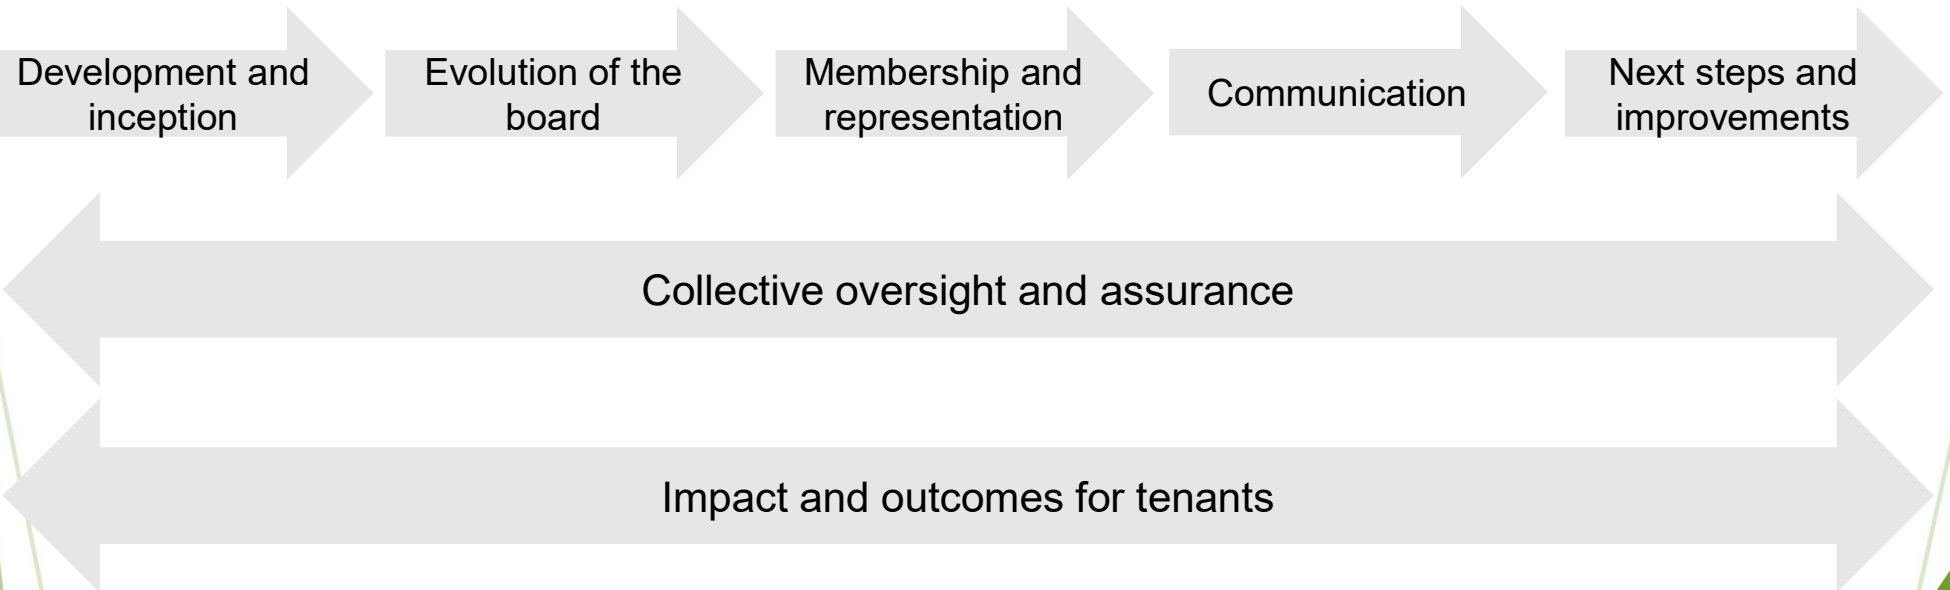 Development and
inception
Evolution of the
board
Membership and
representation
Communication
Next steps and
improvements
Collective oversight and assurance
Impact and outcomes for tenants